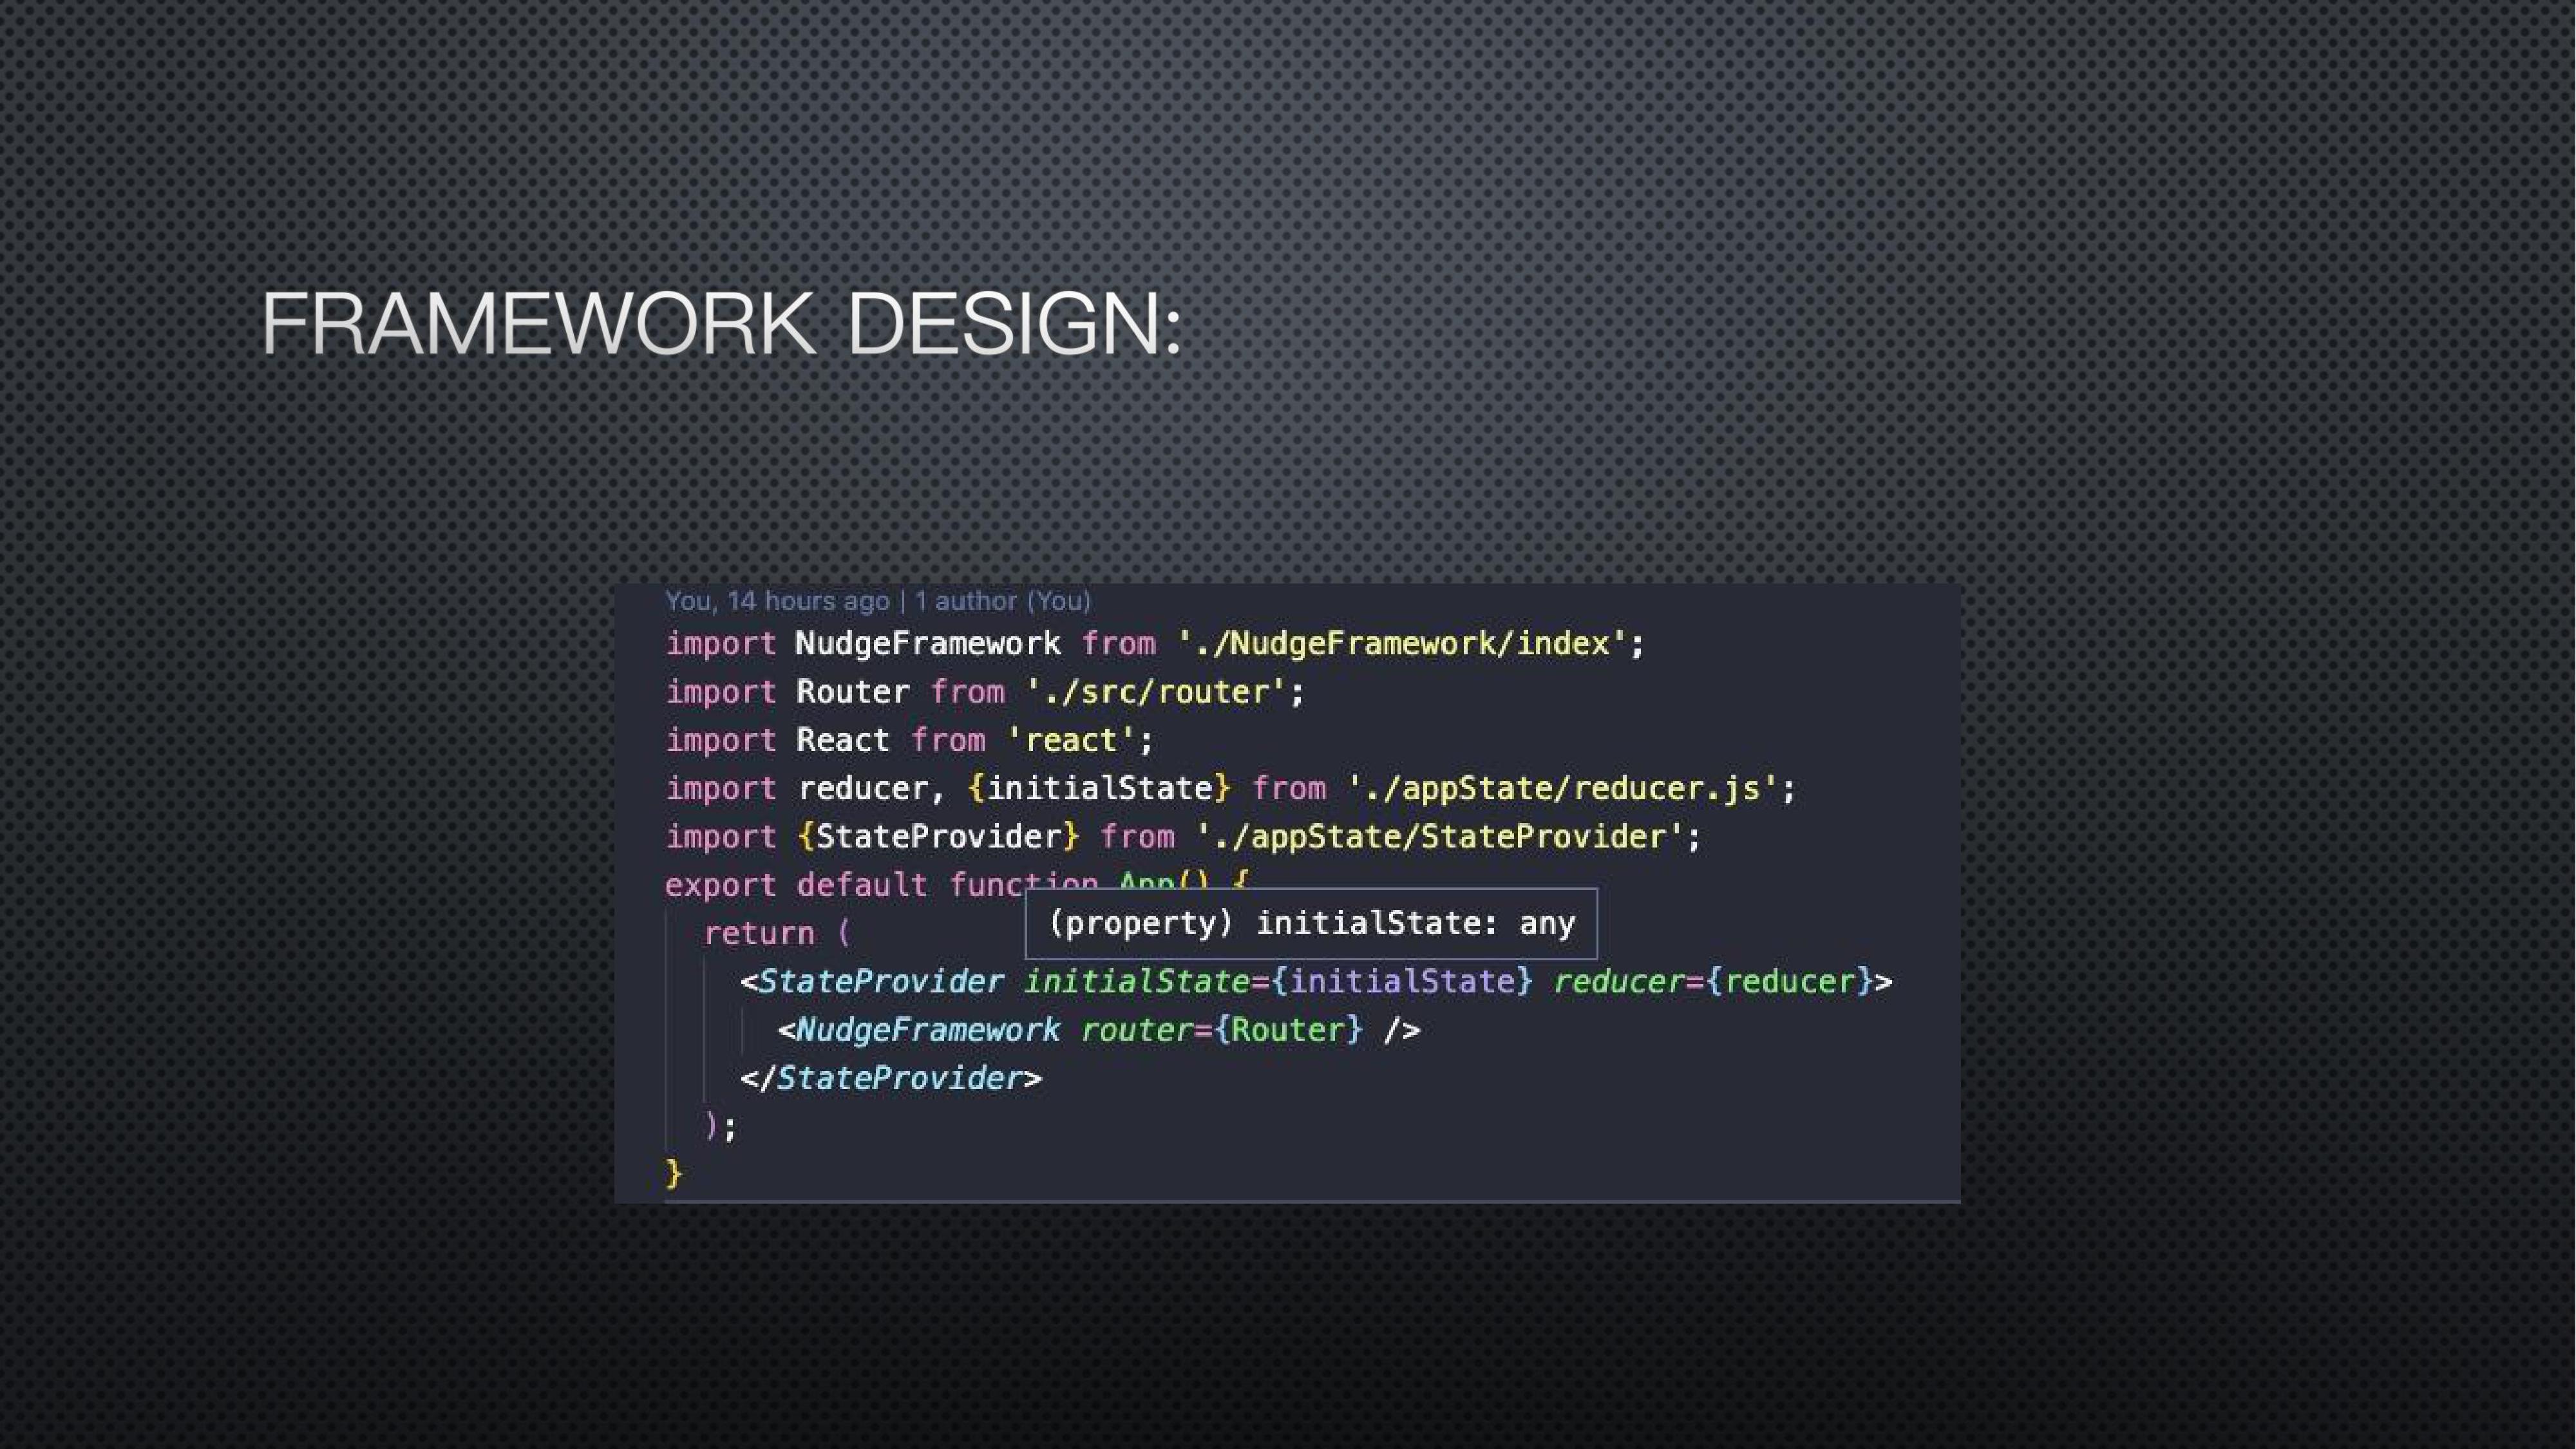 FRAMEWORK DESIGN:
You, 14 hours ago | 1 author (You)
import NudgeFramework from './NudgeFramework/index';
import Router from './src/router';
import React from 'react';
import reducer, {initialState} from './appState/reducer.js';
import {StateProvider} from './appState/StateProvider';
export default function App() {
(property) initialState: any
return (
<StateProvider initialState={initialState} reducer={reducer}>
<NudgeFramework router={Router} />
</StateProvider>
);
}